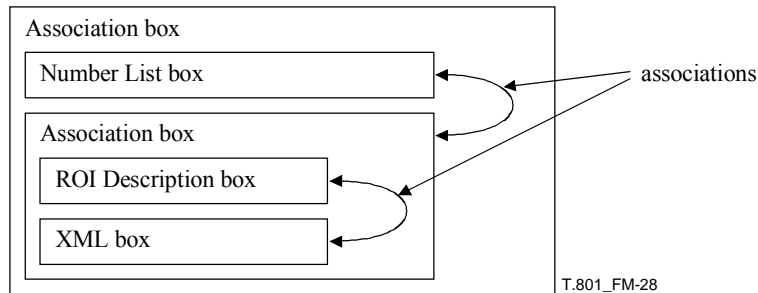 Association box
Number List box
associations
Association box
ROI Description box
XML box
T.801_FM-28